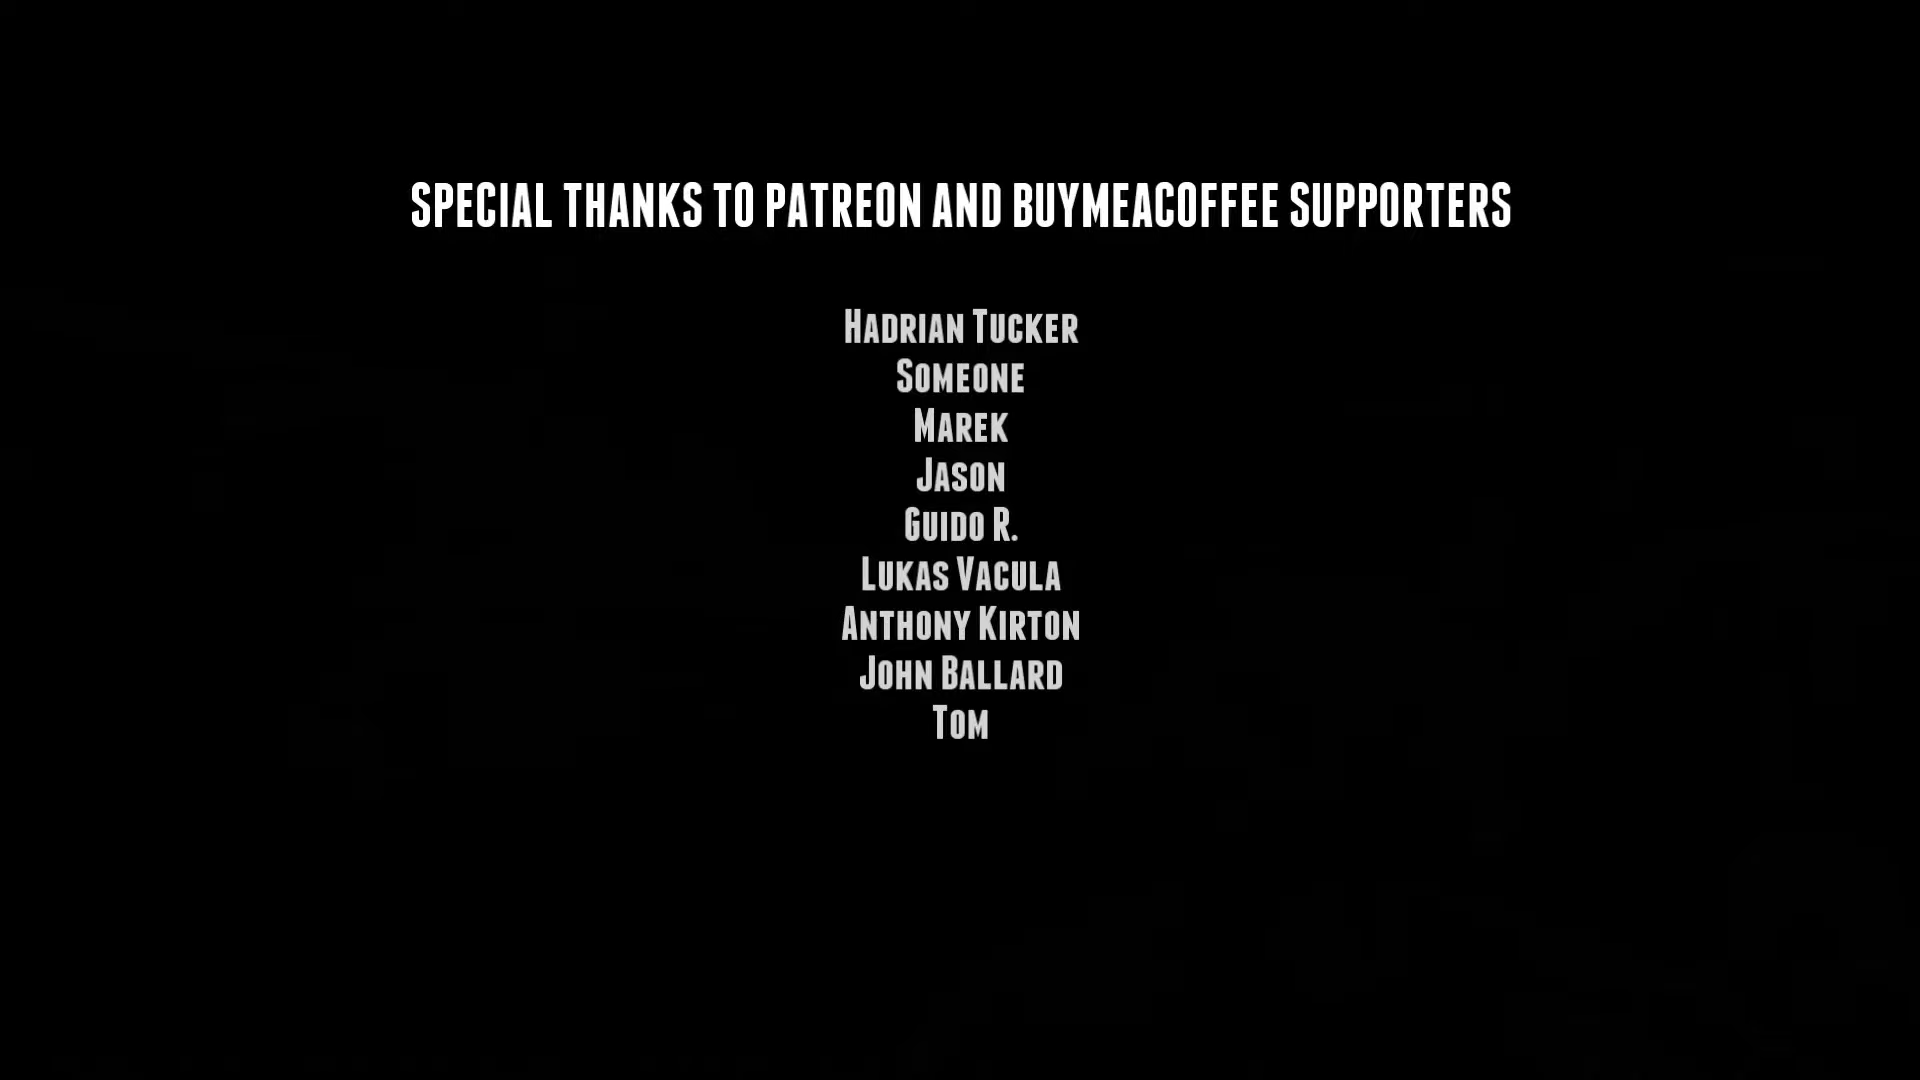 SPECIAL THANKS TO PATREON AND BUYMEACOFFEE SUPPORTERS
Hadrian Tucker
Someone
Marek
Jason
Guido R.
Lukas Vacula
Anthony Kirton
John Ballard
Tom